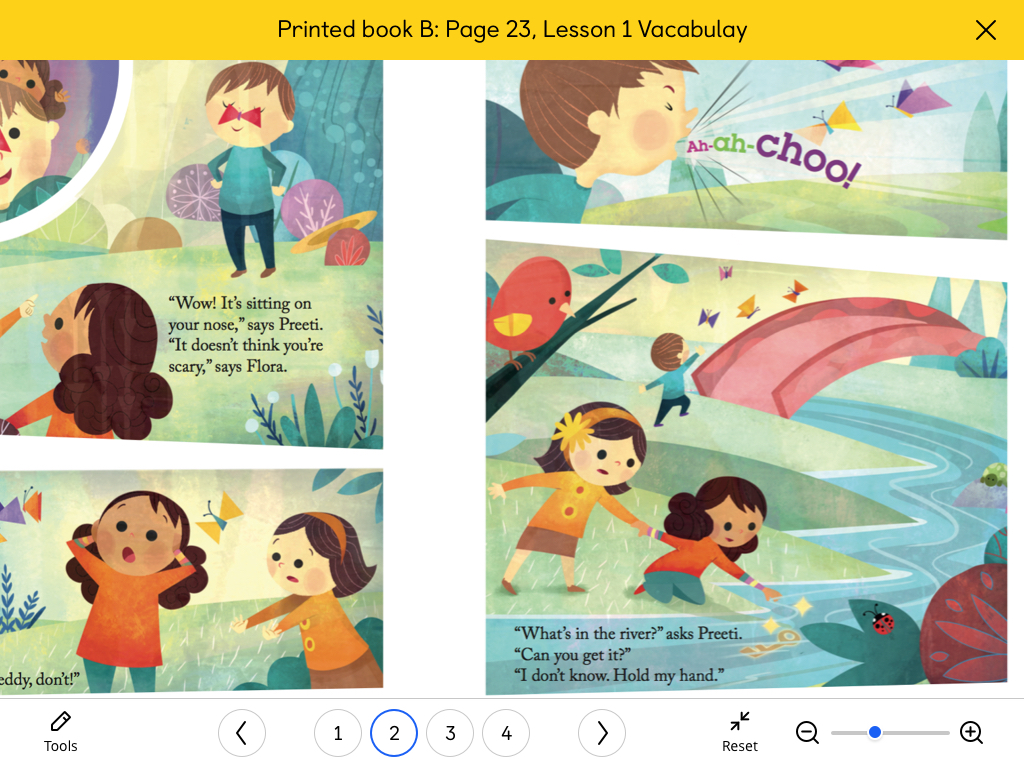 Printed book B: Page 23, Lesson 1 Vacabulay
“Wow! It’s sitting on
your nose,” says Preeti.
“It doesn’t think you’re
scary,” says Flora.
eddy, don’t!”
Ah-ah-choo!
“What’s in the river?” asks Preeti.
“Can you get it?”
“I don’t know. Hold my hand.”
Tools
1 2 3 4
Reset